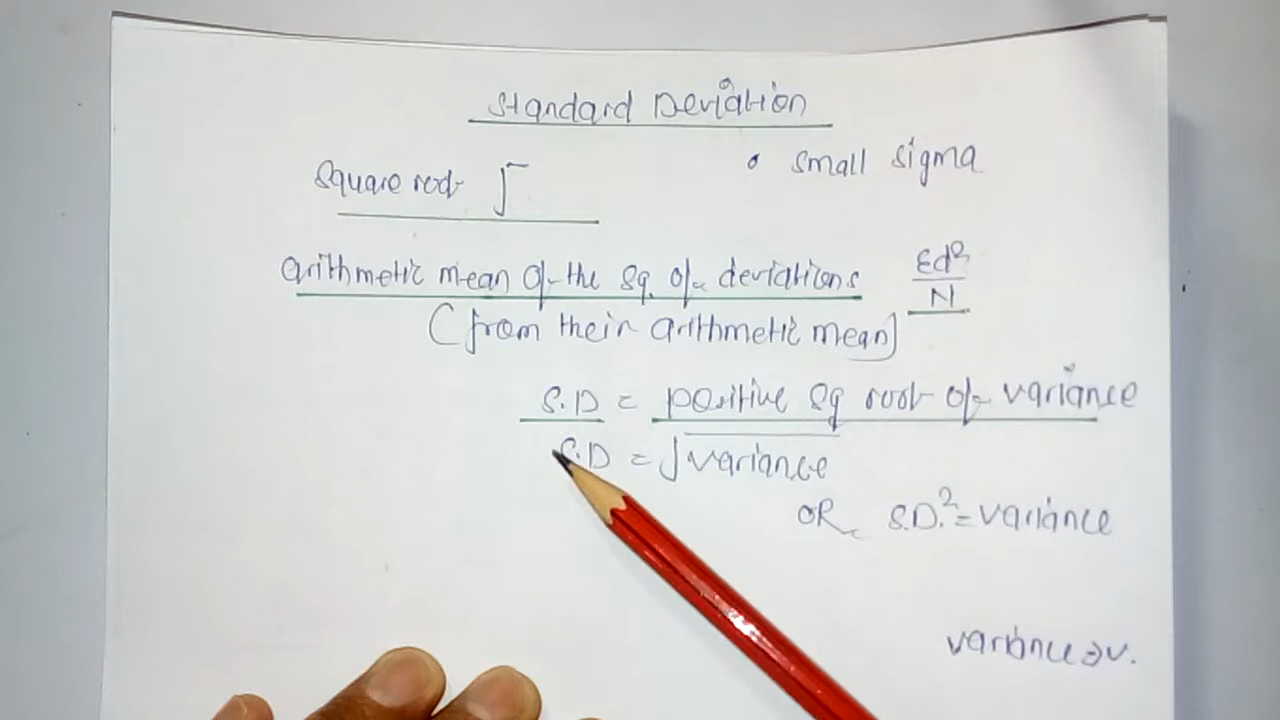 Standard Deviation
• small sigma
Square root √
arithmetic mean of the sq. of deviations Σd²/N
(from their arithmetic mean)
S.D = positive sq root of variance
S.D = √variance
OR S.D.² = variance
variance ⇒ v.